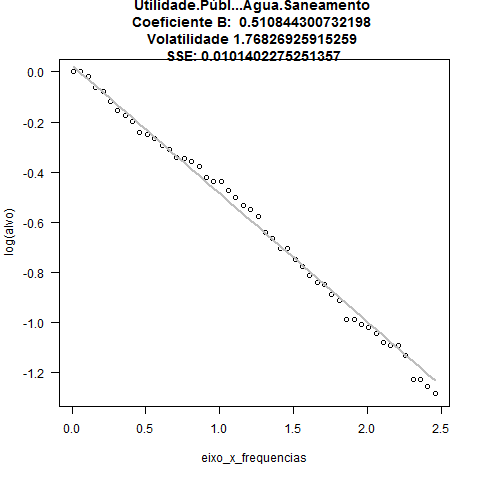 Utilidade.Públ...Água.Saneamento
Coeficiente B:  0.510844300732198
Volatilidade 1.76826925915259
SSE: 0.0101402275251357
0.0
-0.2
-0.4
-0.6
-0.8
-1.0
-1.2
log(alvo)
0.0 0.5 1.0 1.5 2.0 2.5
eixo_x_frequencias